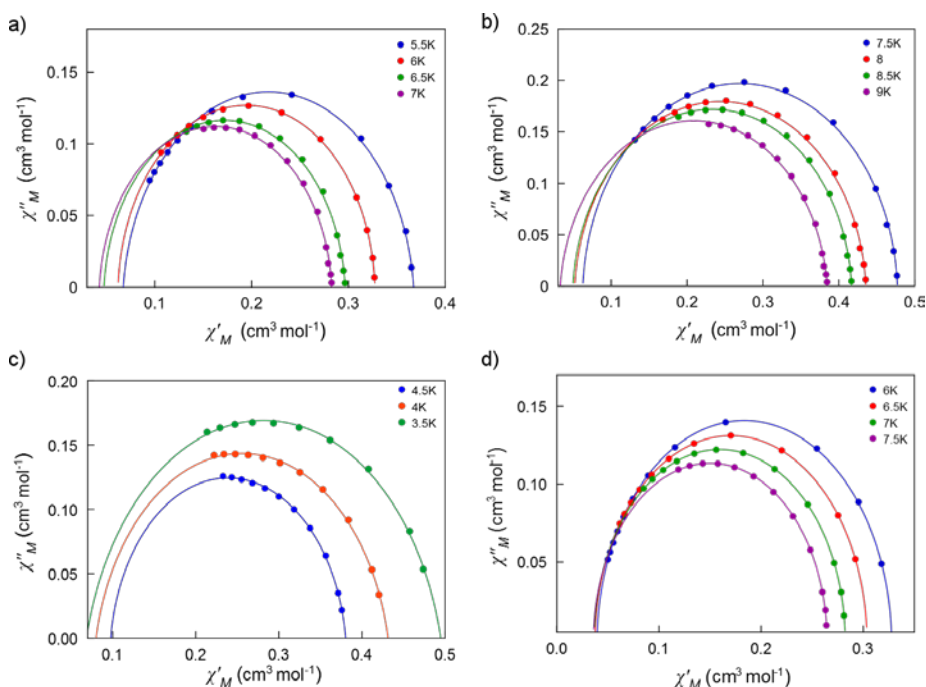 a)
0.15
0.1
0.05
0
0.1
0.2
0.3
0.4
χ″M (cm³ mol⁻¹)
χ′M (cm³ mol⁻¹)
5.5K
6K
6.5K
7K
b)
0.25
0.20
0.15
0.1
0.05
0
0.1
0.2
0.3
0.4
0.5
χ″M (cm³ mol⁻¹)
χ′M (cm³ mol⁻¹)
7.5K
8
8.5K
9K
c)
0.20
0.15
0.10
0.05
0.00
0.1
0.2
0.3
0.4
0.5
χ″M (cm³ mol⁻¹)
χ′M (cm³ mol⁻¹)
4.5K
4K
3.5K
d)
0.15
0.10
0.05
0.0
0.1
0.2
0.3
χ″M (cm³ mol⁻¹)
χ′M (cm³ mol⁻¹)
6K
6.5K
7K
7.5K